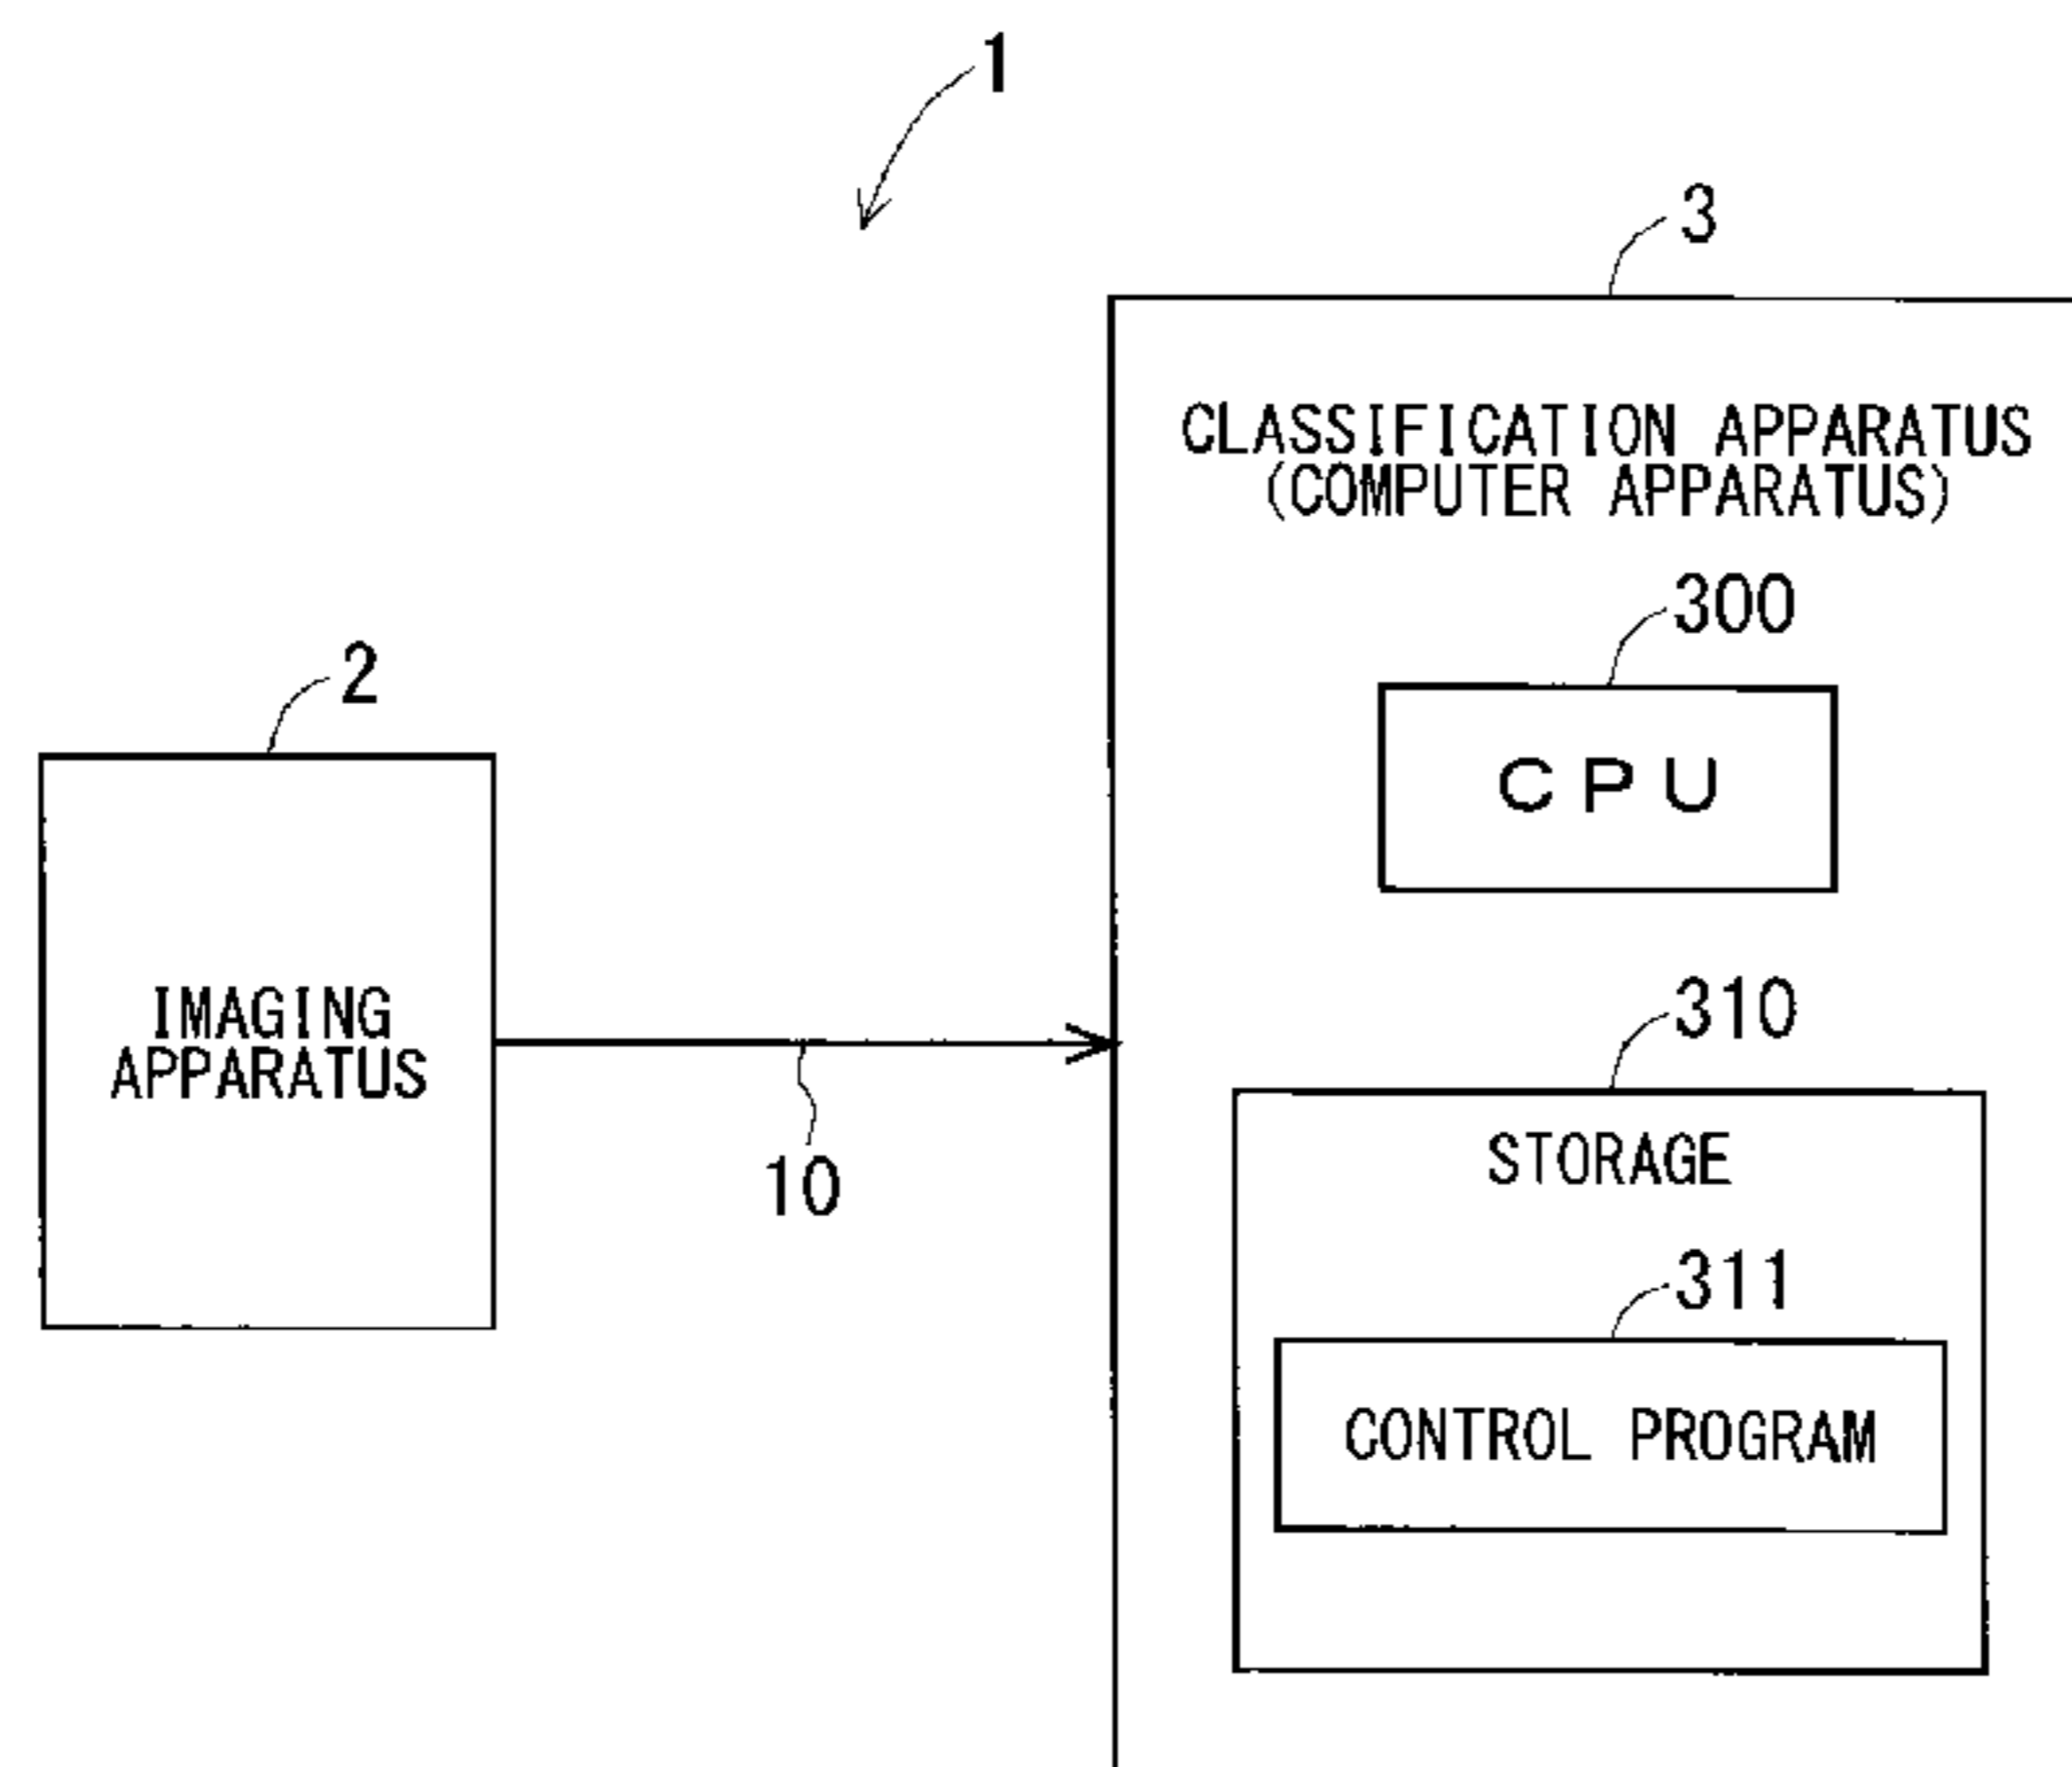 1
3
CLASSIFICATION APPARATUS
(COMPUTER APPARATUS)
300
CPU
2
IMAGING
APPARATUS
10
310
STORAGE
311
CONTROL PROGRAM